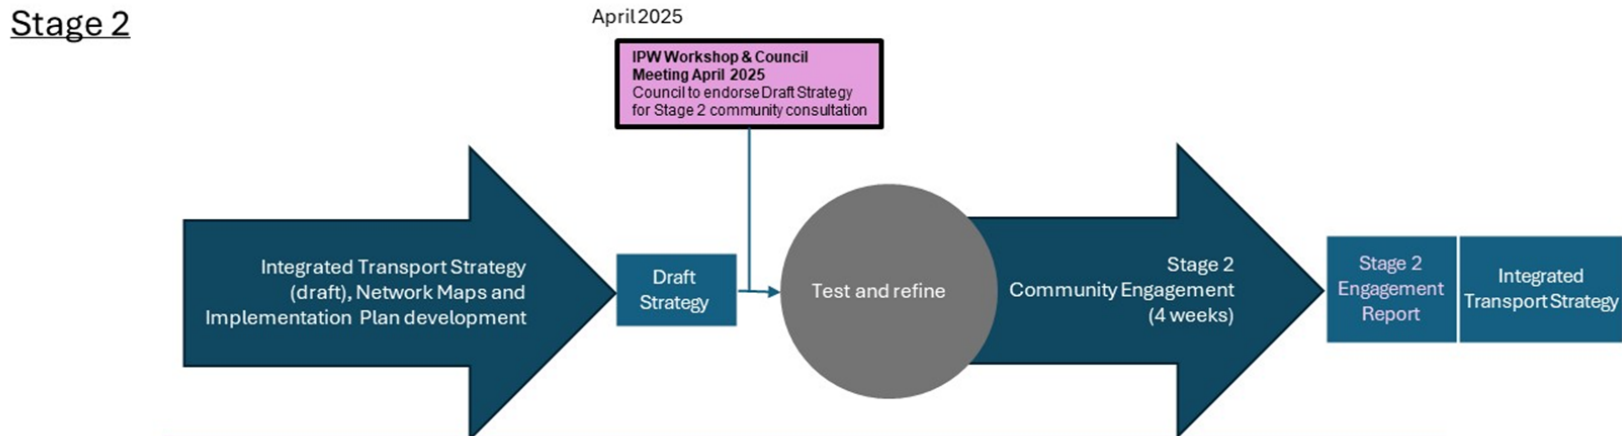 Stage 2
April 2025
IPW Workshop & Council
Meeting April 2025
Council to endorse Draft Strategy
for Stage 2 community consultation
Integrated Transport Strategy
(draft), Network Maps and
Implementation Plan development
Draft
Strategy
Test and refine
Stage 2
Community Engagement
(4 weeks)
Stage 2
Engagement
Report
Integrated
Transport Strategy